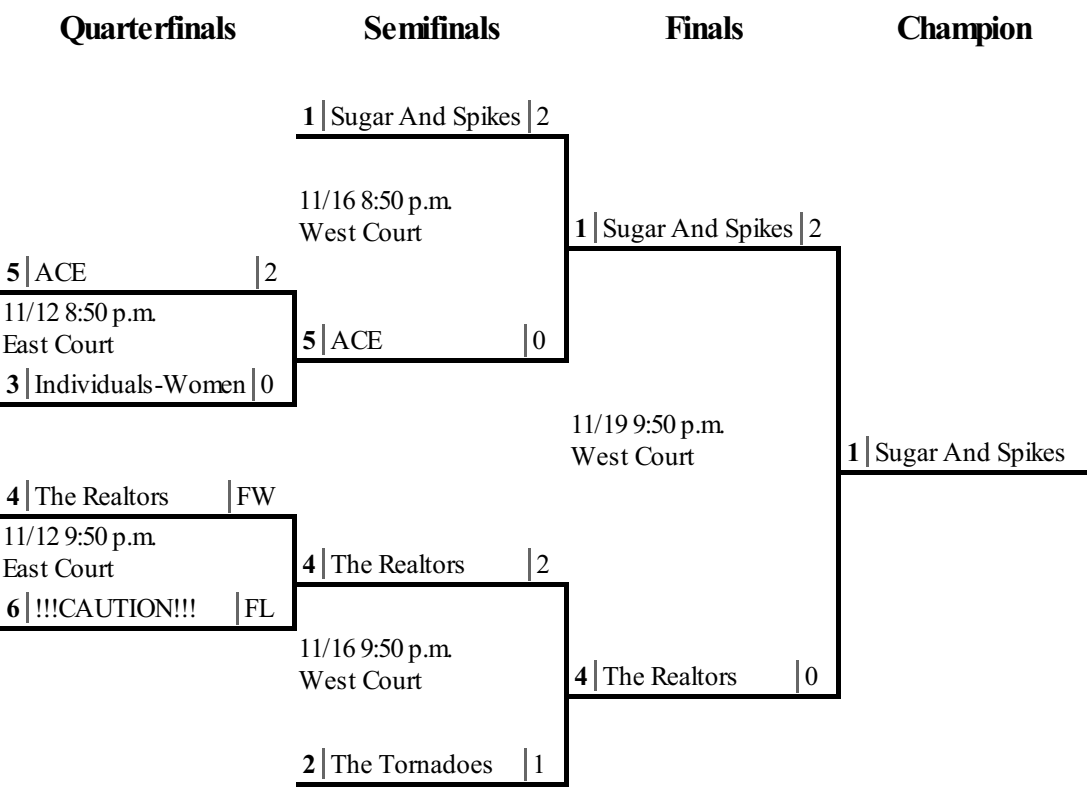 Quarterfinals Semifinals Finals Champion
1 Sugar And Spikes 2
11/16 8:50 p.m.
West Court
1 Sugar And Spikes 2
5 ACE 2
11/12 8:50 p.m.
East Court
5 ACE 0
3 Individuals-Women 0
11/19 9:50 p.m.
West Court
1 Sugar And Spikes
4 The Realtors FW
11/12 9:50 p.m.
East Court
4 The Realtors 2
6 !!!CAUTION!!! FL
11/16 9:50 p.m.
West Court
4 The Realtors 0
2 The Tornadoes 1